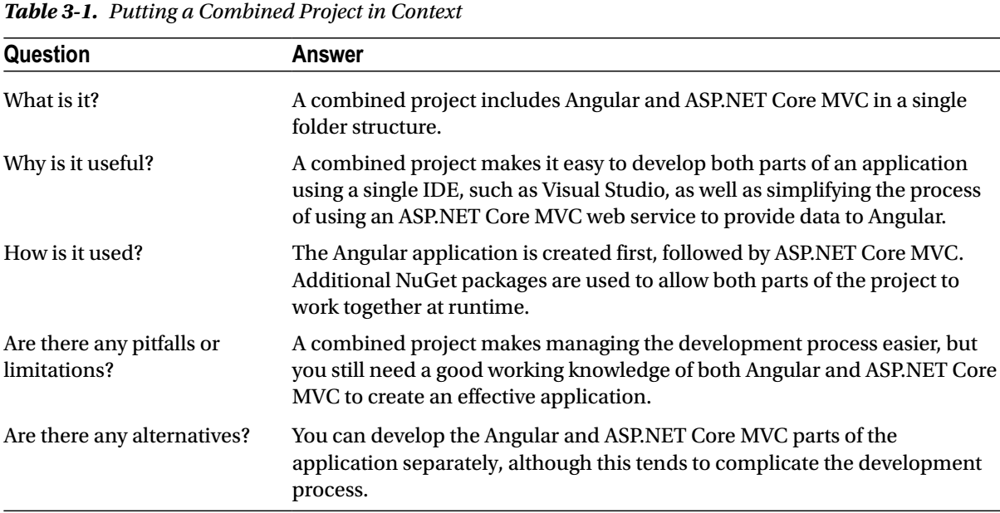 Table 3-1. Putting a Combined Project in Context
Question Answer
What is it? A combined project includes Angular and ASP.NET Core MVC in a single
folder structure.
Why is it useful? A combined project makes it easy to develop both parts of an application
using a single IDE, such as Visual Studio, as well as simplifying the process
of using an ASP.NET Core MVC web service to provide data to Angular.
How is it used? The Angular application is created first, followed by ASP.NET Core MVC.
Additional NuGet packages are used to allow both parts of the project to
work together at runtime.
Are there any pitfalls or A combined project makes managing the development process easier, but
limitations? you still need a good working knowledge of both Angular and ASP.NET Core
MVC to create an effective application.
Are there any alternatives? You can develop the Angular and ASP.NET Core MVC parts of the
application separately, although this tends to complicate the development
process.